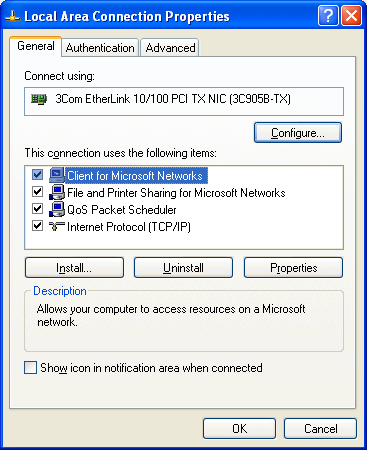 Local Area Connection Properties
General
Authentication
Advanced
Connect using:
3Com EtherLink 10/100 PCI TX NIC (3C905B-TX)
Configure...
This connection uses the following items:
Client for Microsoft Networks
File and Printer Sharing for Microsoft Networks
QoS Packet Scheduler
Internet Protocol (TCP/IP)
Install...
Uninstall
Properties
Description
Allows your computer to access resources on a Microsoft
network.
Show icon in notification area when connected
OK
Cancel